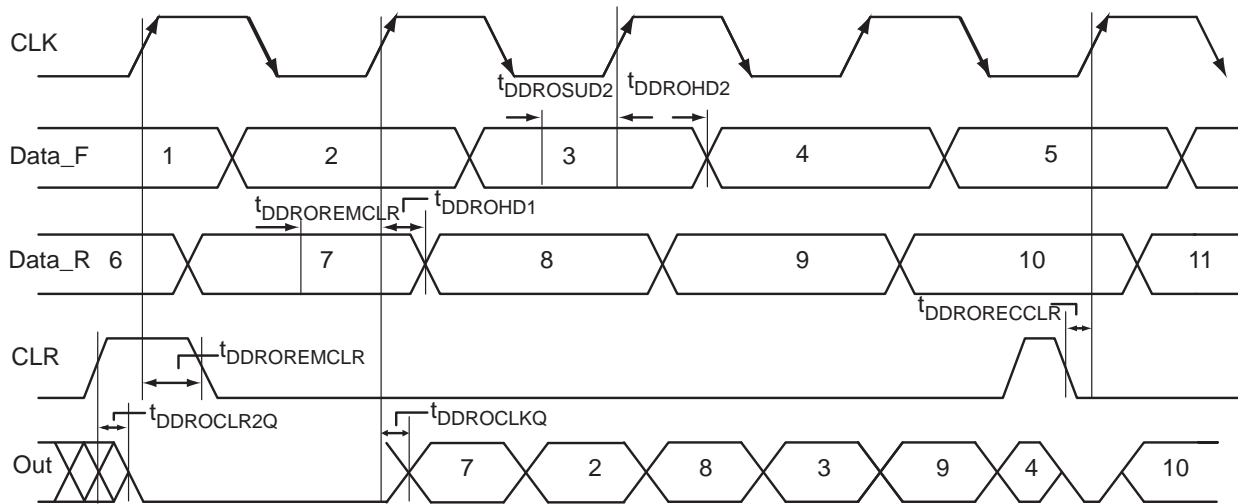 CLK
tDDROSUD2 tDDROHD2
Data_F 1 2 3 4 5
tDDROREMCLR tDDROHD1
Data_R 6 7 8 9 10 11
tDDRORECCLR
CLR tDDROREMCLR
tDDROCLR2Q tDDROCLKQ
Out 7 2 8 3 9 4 10